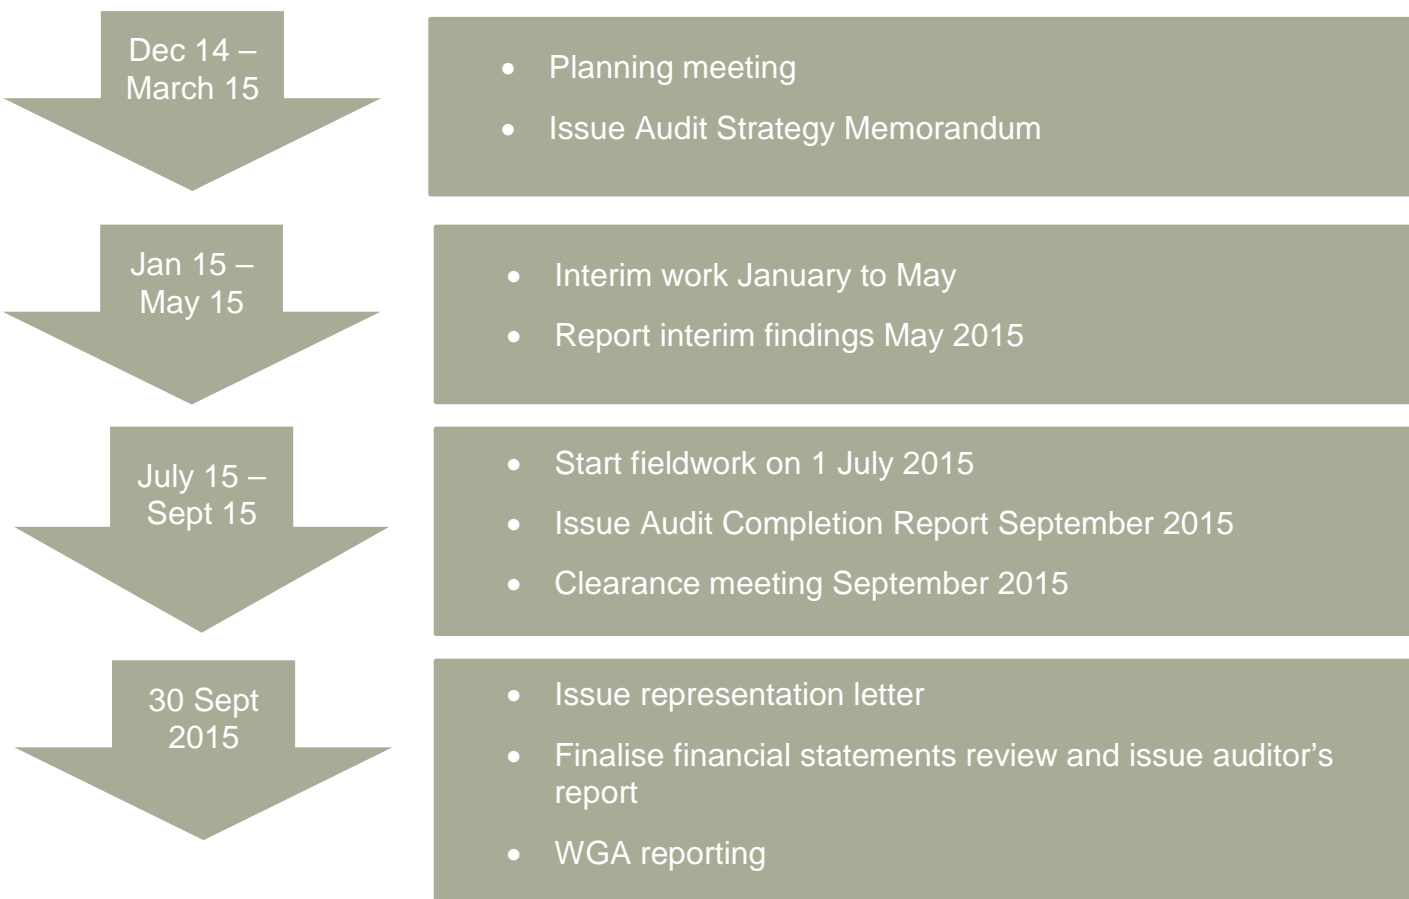 Dec 14 –
March 15
• Planning meeting
• Issue Audit Strategy Memorandum
Jan 15 –
May 15
• Interim work January to May
• Report interim findings May 2015
July 15 –
Sept 15
• Start fieldwork on 1 July 2015
• Issue Audit Completion Report September 2015
• Clearance meeting September 2015
30 Sept
2015
• Issue representation letter
• Finalise financial statements review and issue auditor’s
report
• WGA reporting